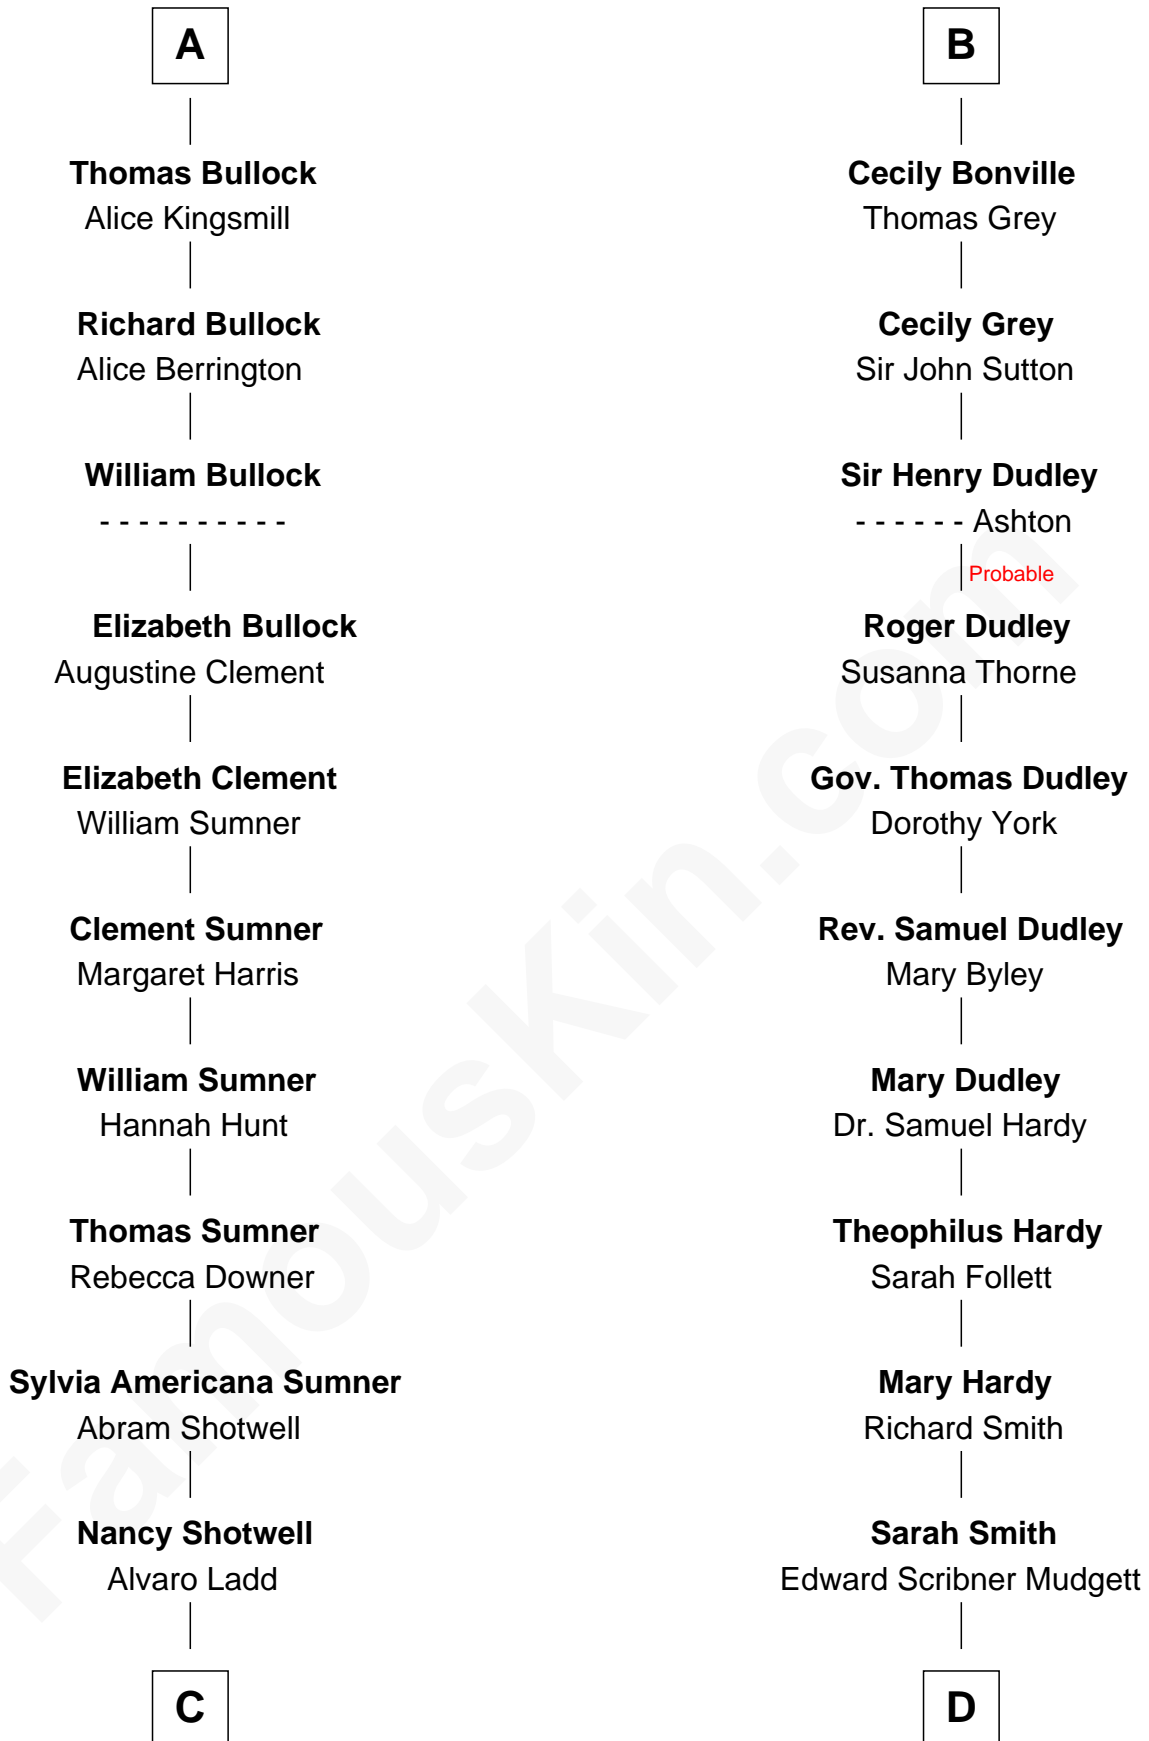 A
Thomas Bullock
Alice Kingsmill
Richard Bullock
Alice Berrington
William Bullock
- - - - - - - - - -
Elizabeth Bullock
Augustine Clement
Elizabeth Clement
William Sumner
Clement Sumner
Margaret Harris
William Sumner
Hannah Hunt
Thomas Sumner
Rebecca Downer
Sylvia Americana Sumner
Abram Shotwell
Nancy Shotwell
Alvaro Ladd
C
B
Cecily Bonville
Thomas Grey
Cecily Grey
Sir John Sutton
Sir Henry Dudley
- - - - - - Ashton
Probable
Roger Dudley
Susanna Thorne
Gov. Thomas Dudley
Dorothy York
Rev. Samuel Dudley
Mary Byley
Mary Dudley
Dr. Samuel Hardy
Theophilus Hardy
Sarah Follett
Mary Hardy
Richard Smith
Sarah Smith
Edward Scribner Mudgett
D
FamousKin.com